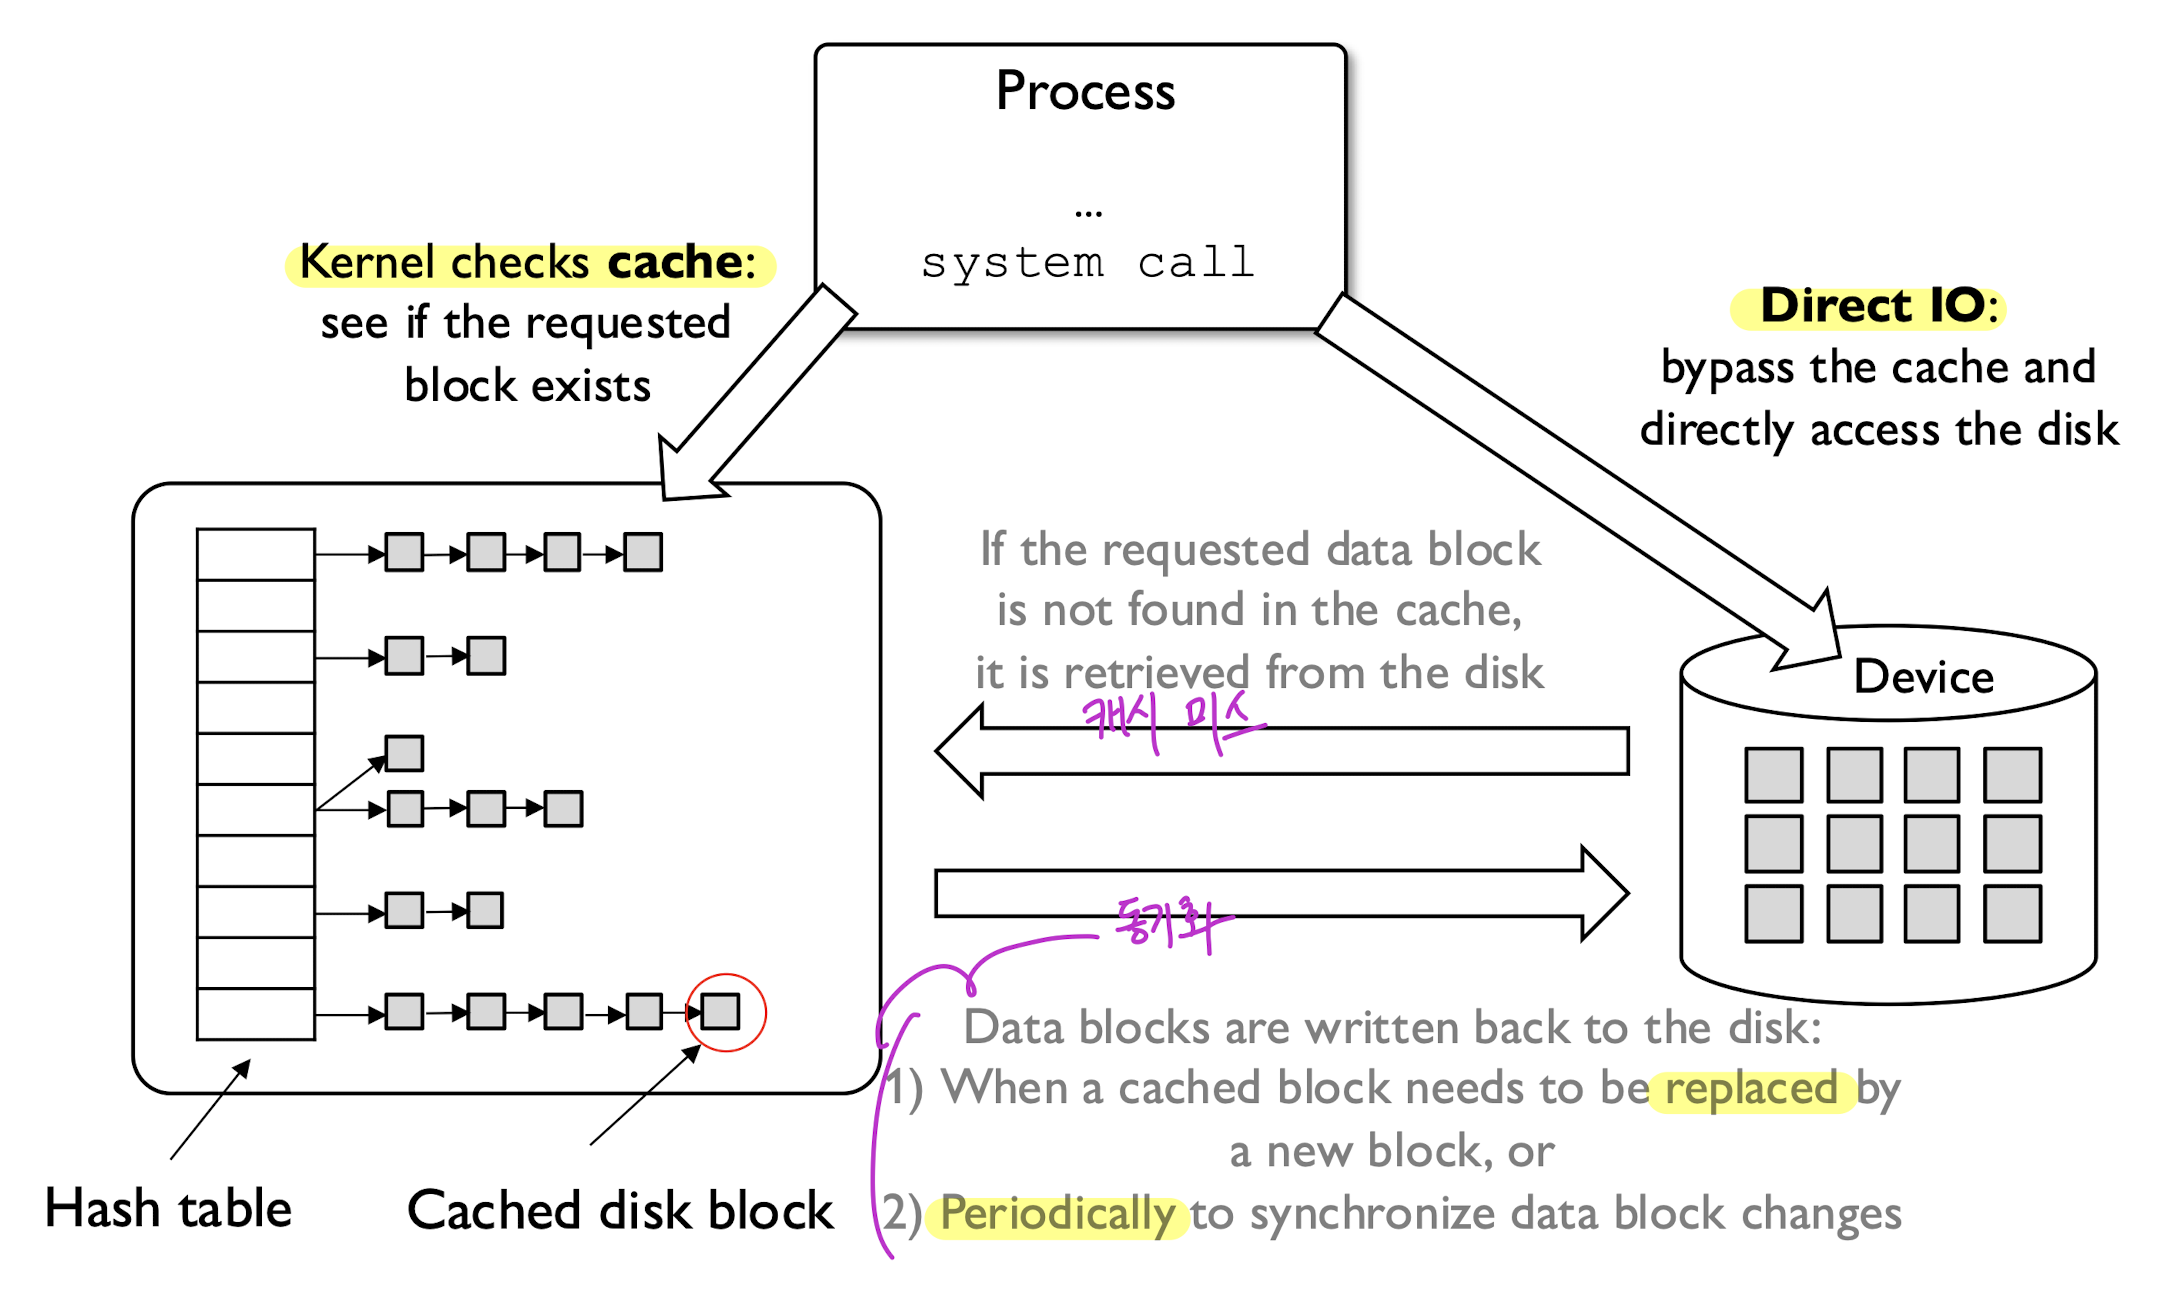 Process
...
system call
Kernel checks cache:
see if the requested
block exists
Direct IO:
bypass the cache and
directly access the disk
If the requested data block
is not found in the cache,
it is retrieved from the disk
캐시 미스
Device
동기화
Data blocks are written back to the disk:
1) When a cached block needs to be replaced by
a new block, or
2) Periodically to synchronize data block changes
Hash table
Cached disk block